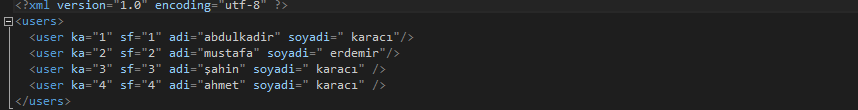 <?xml version="1.0" encoding="utf-8" ?>
<users>
<user ka="1" sf="1" adi="abdulkadir" soyadi=" karacı"/>
<user ka="2" sf="2" adi="mustafa" soyadi=" erdemir"/>
<user ka="3" sf="3" adi="şahin" soyadi=" karacı" />
<user ka="4" sf="4" adi="ahmet" soyadi=" karacı" />
</users>